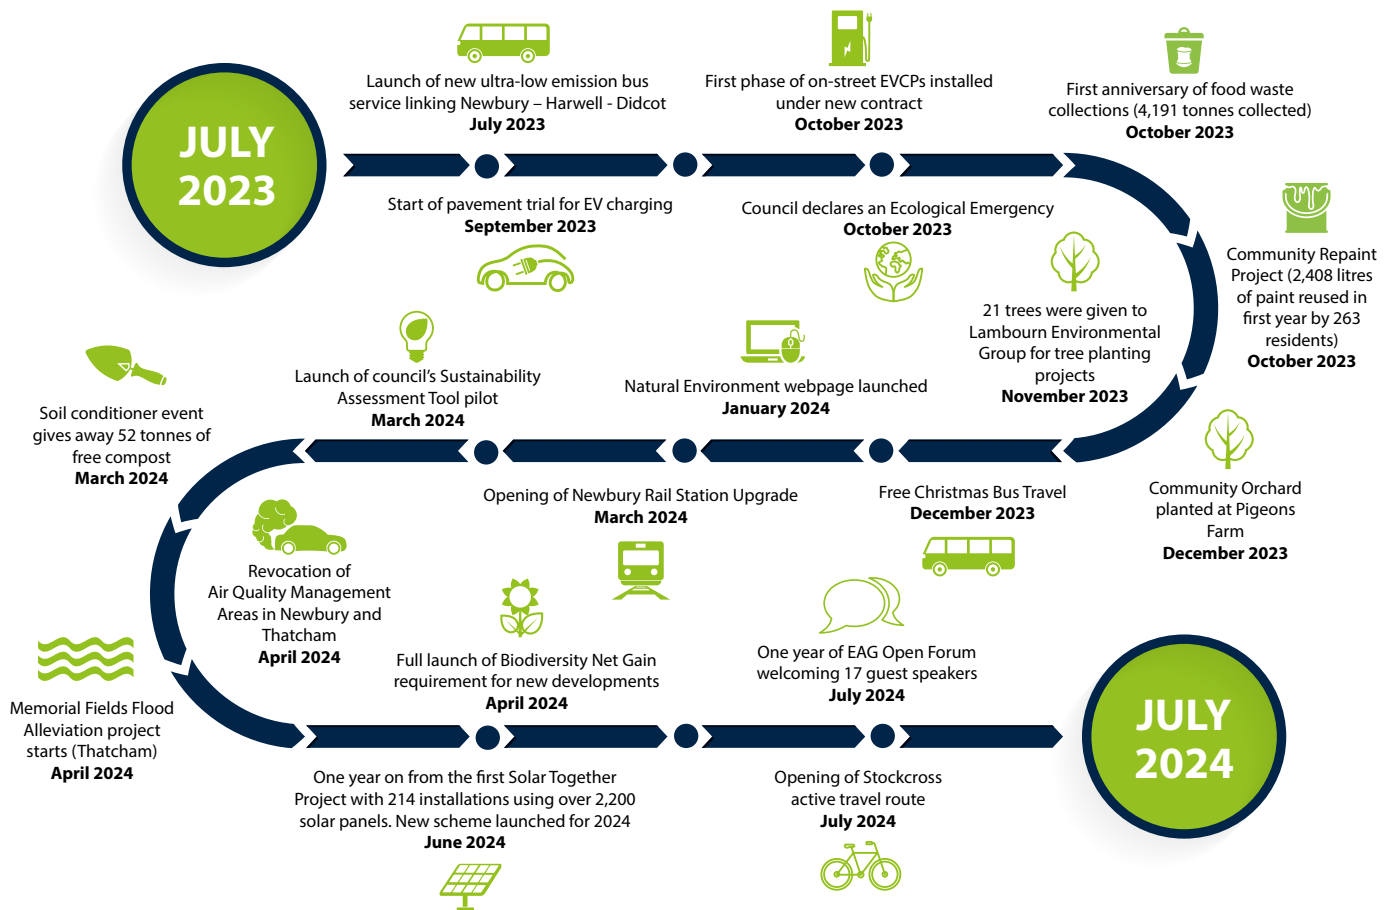 JULY
2023
Launch of new ultra-low emission bus
service linking Newbury – Harwell - Didcot
July 2023
Start of pavement trial for EV charging
September 2023
First phase of on-street EVCPs installed
under new contract
October 2023
Council declares an Ecological Emergency
October 2023
First anniversary of food waste
collections (4,191 tonnes collected)
October 2023
Community Repaint
Project (2,408 litres
of paint reused in
first year by 263
residents)
October 2023
21 trees were given to
Lambourn Environmental
Group for tree planting
projects
November 2023
Community Orchard
planted at Pigeons
Farm
December 2023
Free Christmas Bus Travel
December 2023
Natural Environment webpage launched
January 2024
Opening of Newbury Rail Station Upgrade
March 2024
Launch of council’s Sustainability
Assessment Tool pilot
March 2024
Soil conditioner event
gives away 52 tonnes of
free compost
March 2024
Revocation of
Air Quality Management
Areas in Newbury and
Thatcham
April 2024
Memorial Fields Flood
Alleviation project
starts (Thatcham)
April 2024
Full launch of Biodiversity Net Gain
requirement for new developments
April 2024
One year on from the first Solar Together
Project with 214 installations using over 2,200
solar panels. New scheme launched for 2024
June 2024
One year of EAG Open Forum
welcoming 17 guest speakers
July 2024
Opening of Stockcross
active travel route
July 2024
JULY
2024